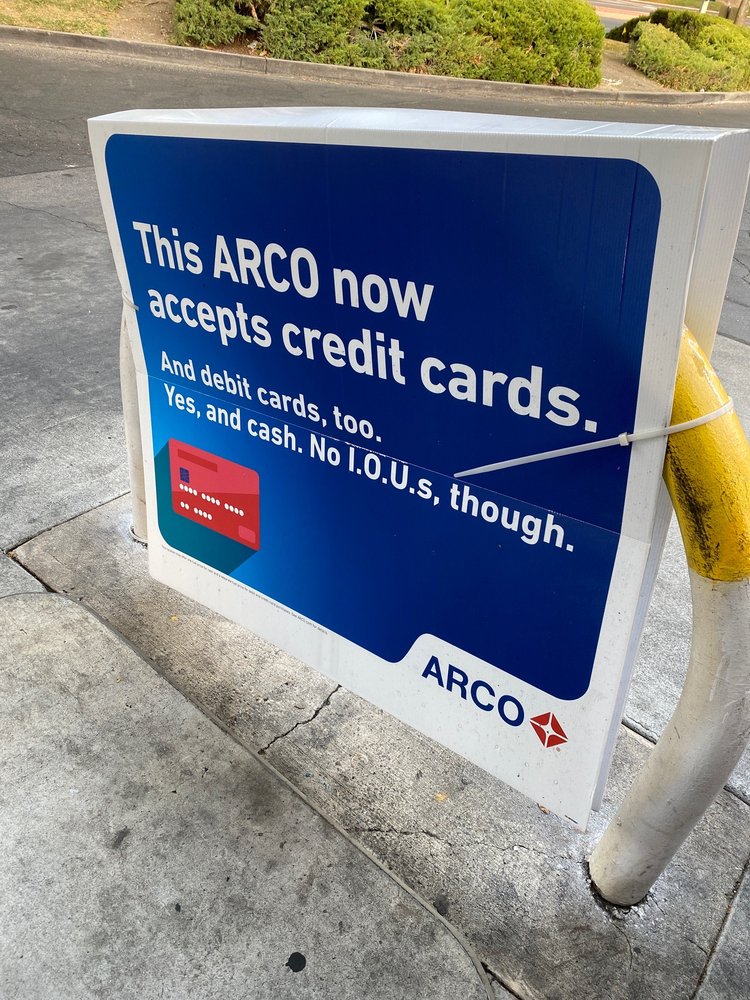 This ARCO now
accepts credit cards.
And debit cards, too.
Yes, and cash. No I.O.U.s, though.
ARCO